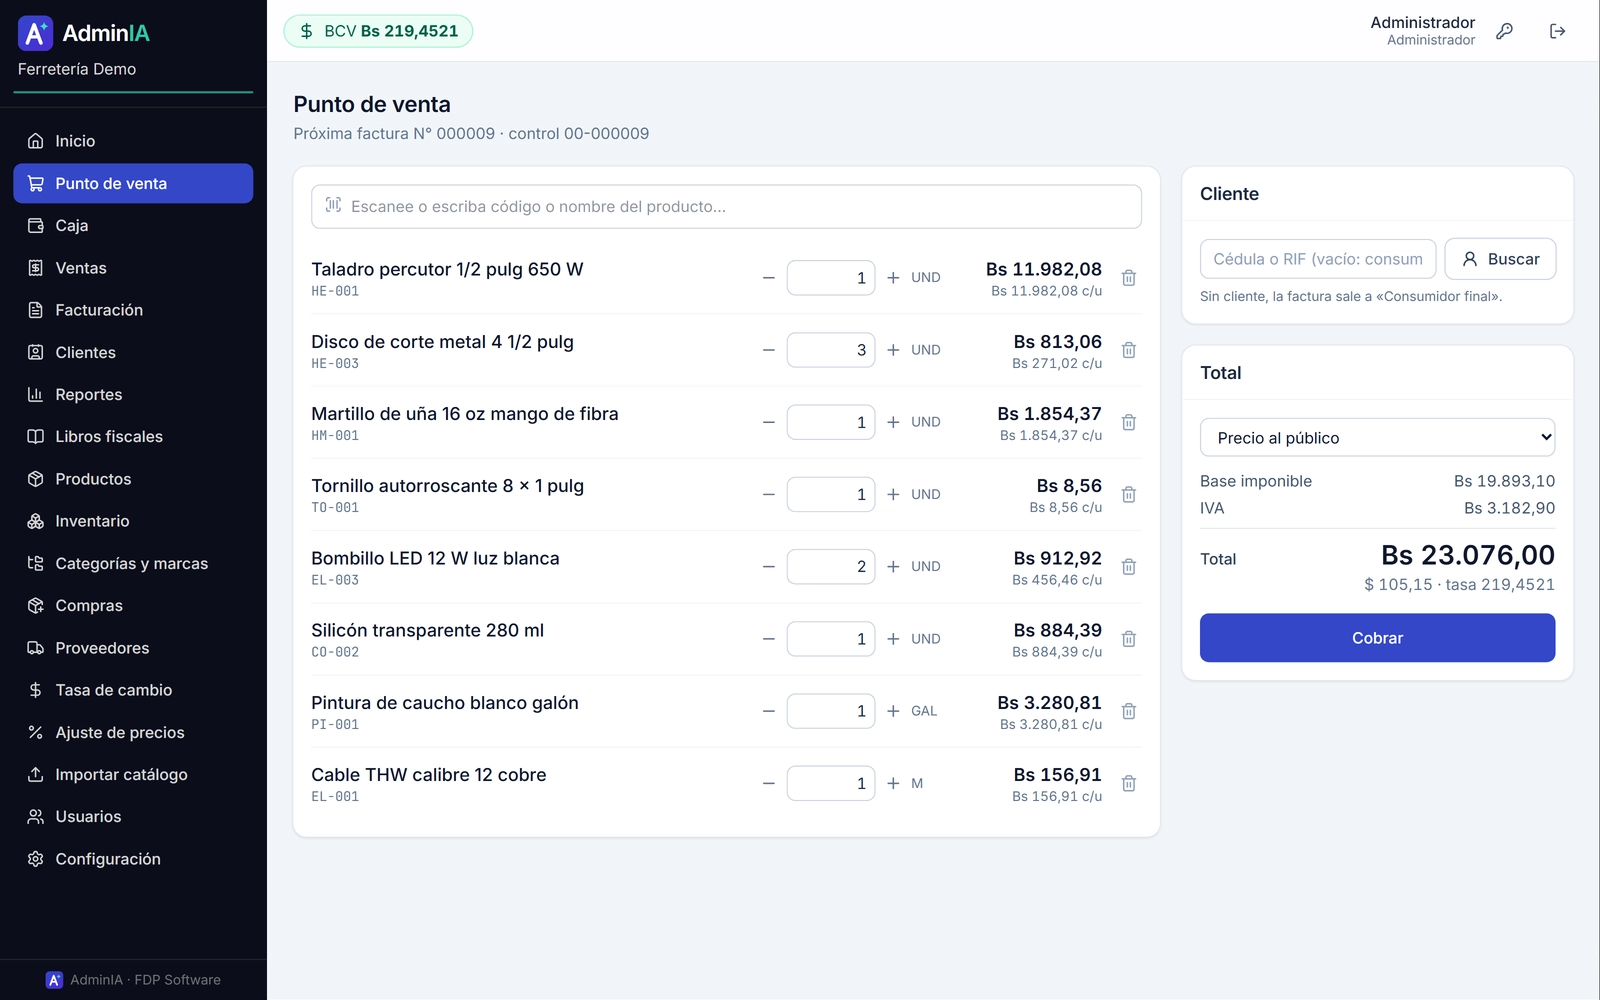 AdminIA
Ferretería Demo
Inicio
Punto de venta
Caja
Ventas
Facturación
Clientes
Reportes
Libros fiscales
Productos
Inventario
Categorías y marcas
Compras
Proveedores
Tasa de cambio
Ajuste de precios
Importar catálogo
Usuarios
Configuración
AdminIA · FDP Software
BCV Bs 219,4521
Administrador
Administrador
Punto de venta
Próxima factura N° 000009 · control 00-000009
Escanee o escriba código o nombre del producto...
Taladro percutor 1/2 pulg 650 W
HE-001
1 UND
Bs 11.982,08
Bs 11.982,08 c/u
Disco de corte metal 4 1/2 pulg
HE-003
3 UND
Bs 813,06
Bs 271,02 c/u
Martillo de uña 16 oz mango de fibra
HM-001
1 UND
Bs 1.854,37
Bs 1.854,37 c/u
Tornillo autorroscante 8 × 1 pulg
TO-001
1 UND
Bs 8,56
Bs 8,56 c/u
Bombillo LED 12 W luz blanca
EL-003
2 UND
Bs 912,92
Bs 456,46 c/u
Silicón transparente 280 ml
CO-002
1 UND
Bs 884,39
Bs 884,39 c/u
Pintura de caucho blanco galón
PI-001
1 GAL
Bs 3.280,81
Bs 3.280,81 c/u
Cable THW calibre 12 cobre
EL-001
1 M
Bs 156,91
Bs 156,91 c/u
Cliente
Cédula o RIF (vacío: consum
Buscar
Sin cliente, la factura sale a «Consumidor final».
Total
Precio al público
Base imponible Bs 19.893,10
IVA Bs 3.182,90
Total Bs 23.076,00
$ 105,15 · tasa 219,4521
Cobrar